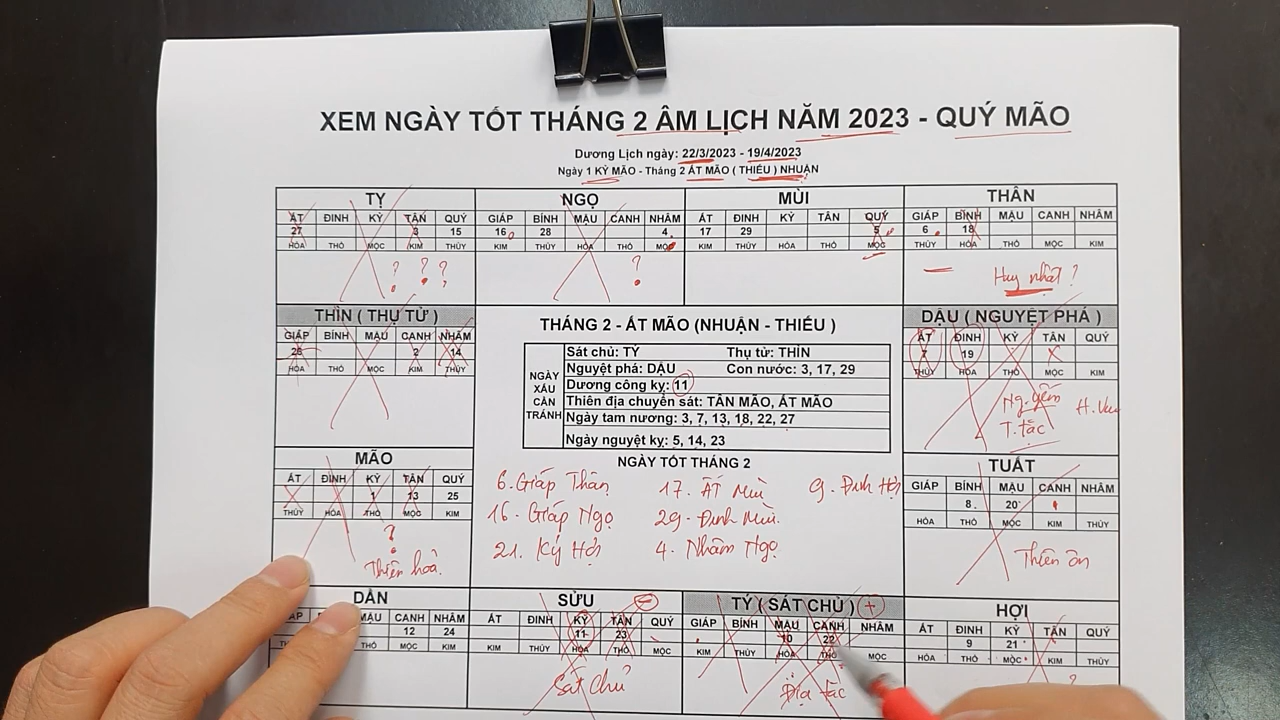 XEM NGÀY TỐT THÁNG 2 ÂM LỊCH NĂM 2023 - QUÝ MÃO
Dương Lịch ngày: 22/3/2023 - 19/4/2023
Ngày 1 KỶ MÃO - Tháng 2 ẤT MÃO ( THIẾU ) NHUẬN
TỴ
ẤT ĐINH KỶ TÂN QUÝ
27 3 15
HỎA THỔ MỘC KIM THỦY
? ? ?
NGỌ
GIÁP BÍNH MẬU CANH NHÂM
16 28 4
KIM THỦY HỎA THỔ MỘC
?
MÙI
ẤT ĐINH KỶ TÂN QUÝ
17 29 5
KIM THỦY HỎA THỔ MỘC
THÂN
GIÁP BÍNH MẬU CANH NHÂM
6 18
THỦY HỎA THỔ MỘC KIM
Huy nhật ?
THÌN ( THỤ TỬ )
GIÁP BÍNH MẬU CANH NHÂM
26 2 14
HỎA THỔ MỘC KIM THỦY
THÁNG 2 - ẤT MÃO (NHUẬN - THIẾU )
NGÀY XẤU CẦN TRÁNH
Sát chủ: TÝ Thụ tử: THÌN
Nguyệt phá: DẬU Con nước: 3, 17, 29
Dương công kỵ: 11
Thiên địa chuyển sát: TÂN MÃO, ẤT MÃO
Ngày tam nương: 3, 7, 13, 18, 22, 27
Ngày nguyệt kỵ: 5, 14, 23
DẬU ( NGUYỆT PHÁ )
ẤT ĐINH KỶ TÂN QUÝ
7 19
THỦY HỎA THỔ MỘC KIM
Ng. yếm H. Vu
T. tặc
MÃO
ẤT ĐINH KỶ TÂN QUÝ
1 13 25
THỦY HỎA THỔ MỘC KIM
?
Thiên hỏa.
NGÀY TỐT THÁNG 2
6. Giáp Thân 17. Ất Mùi 9. Đinh Hợi
16. Giáp Ngọ 29. Đinh Mùi.
21. Kỷ Hợi 4. Nhâm Ngọ
TUẤT
GIÁP BÍNH MẬU CANH NHÂM
8 20
HỎA THỔ MỘC KIM THỦY
Thiên ôn
DẦN
MẬU CANH NHÂM
12 24
MỘC KIM
SỬU
ẤT ĐINH KỶ TÂN QUÝ
11 23
KIM THỦY HỎA THỔ MỘC
Sát Chủ
TÝ ( SÁT CHỦ ) +
GIÁP BÍNH MẬU CANH NHÂM
10 22
KIM THỦY HỎA THỔ MỘC
Địa tặc
HỢI
ẤT ĐINH KỶ TÂN QUÝ
9 21
HỎA THỔ MỘC KIM THỦY
?